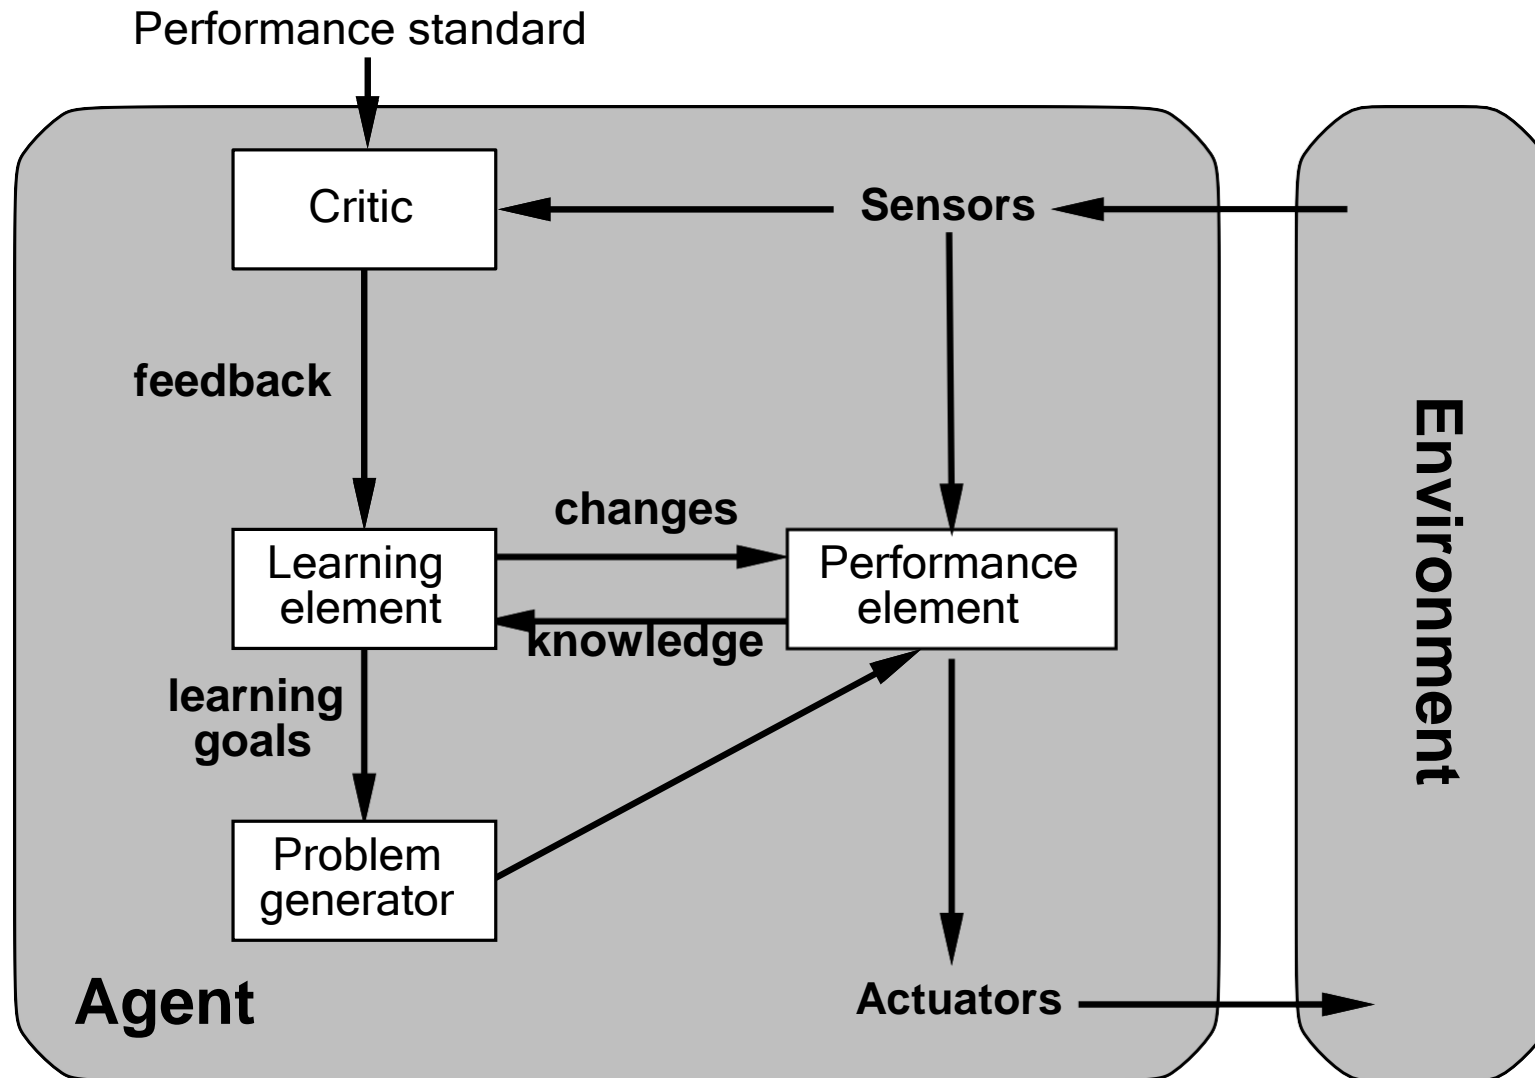 Performance standard
Critic
Sensors
feedback
changes
Learning
element
Performance
element
knowledge
learning
goals
Problem
generator
Agent
Actuators
Environment